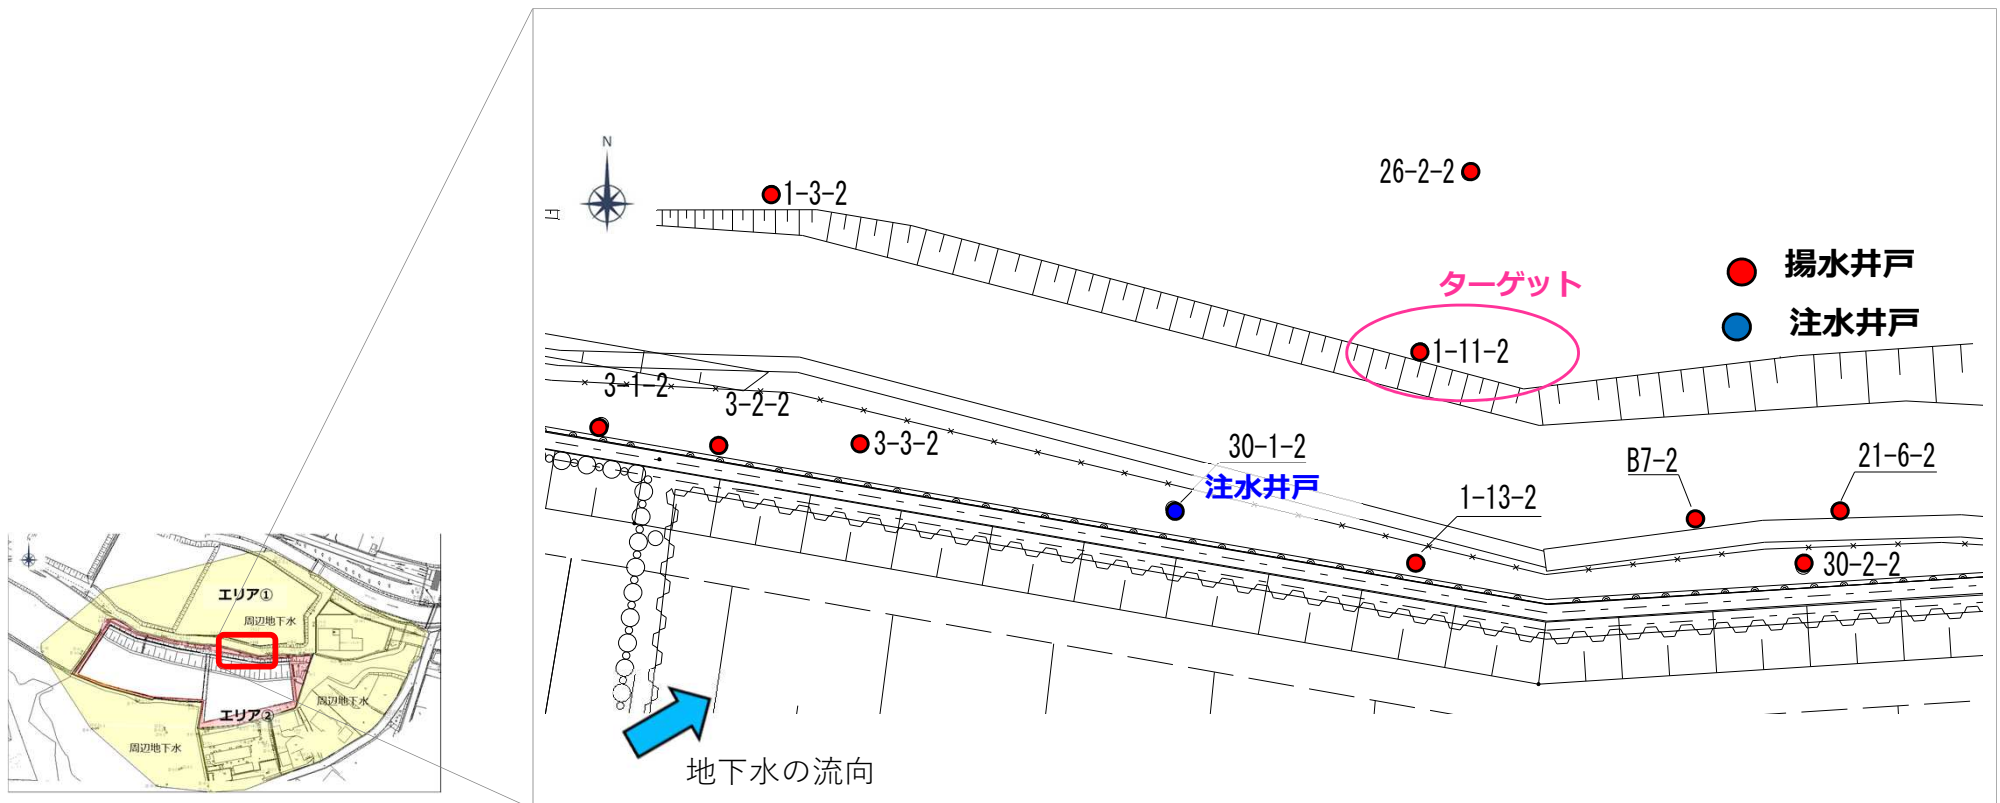 N
1-3-2
26-2-2
揚水井戸
ターゲット
注水井戸
1-11-2
3-1-2
3-2-2
3-3-2
30-1-2
注水井戸
B7-2
21-6-2
1-13-2
30-2-2
地下水の流向
エリア①
周辺地下水
周辺地下水
エリア②
周辺地下水